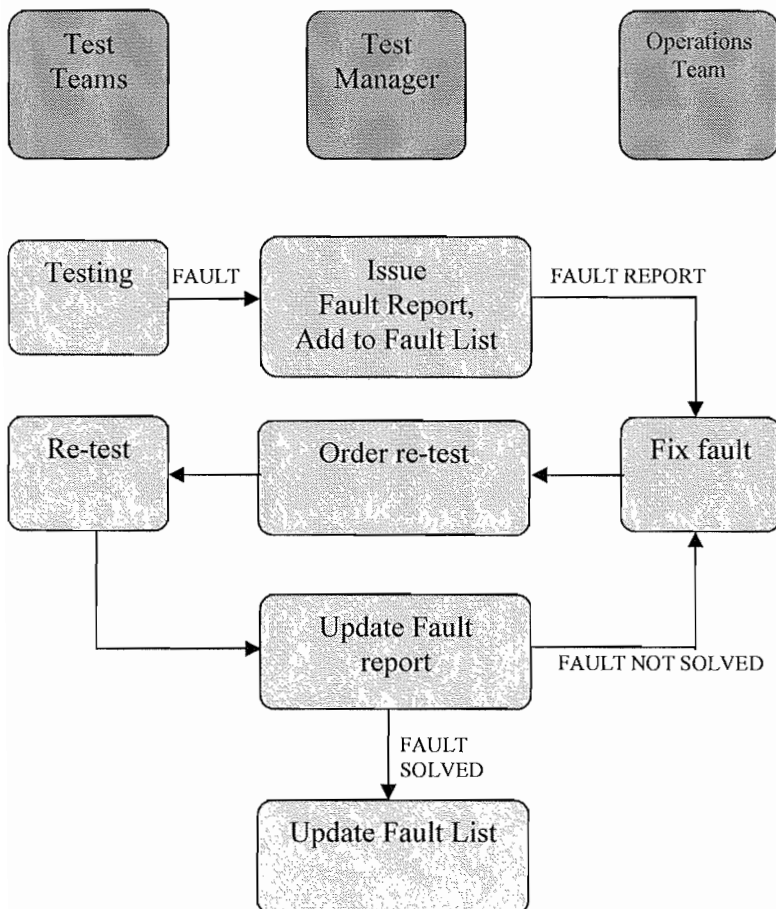 Test
Teams
Test
Manager
Operations
Team
Testing
FAULT
Issue
Fault Report,
Add to Fault List
FAULT REPORT
Re-test
Order re-test
Fix fault
Update Fault
report
FAULT NOT SOLVED
FAULT
SOLVED
Update Fault List